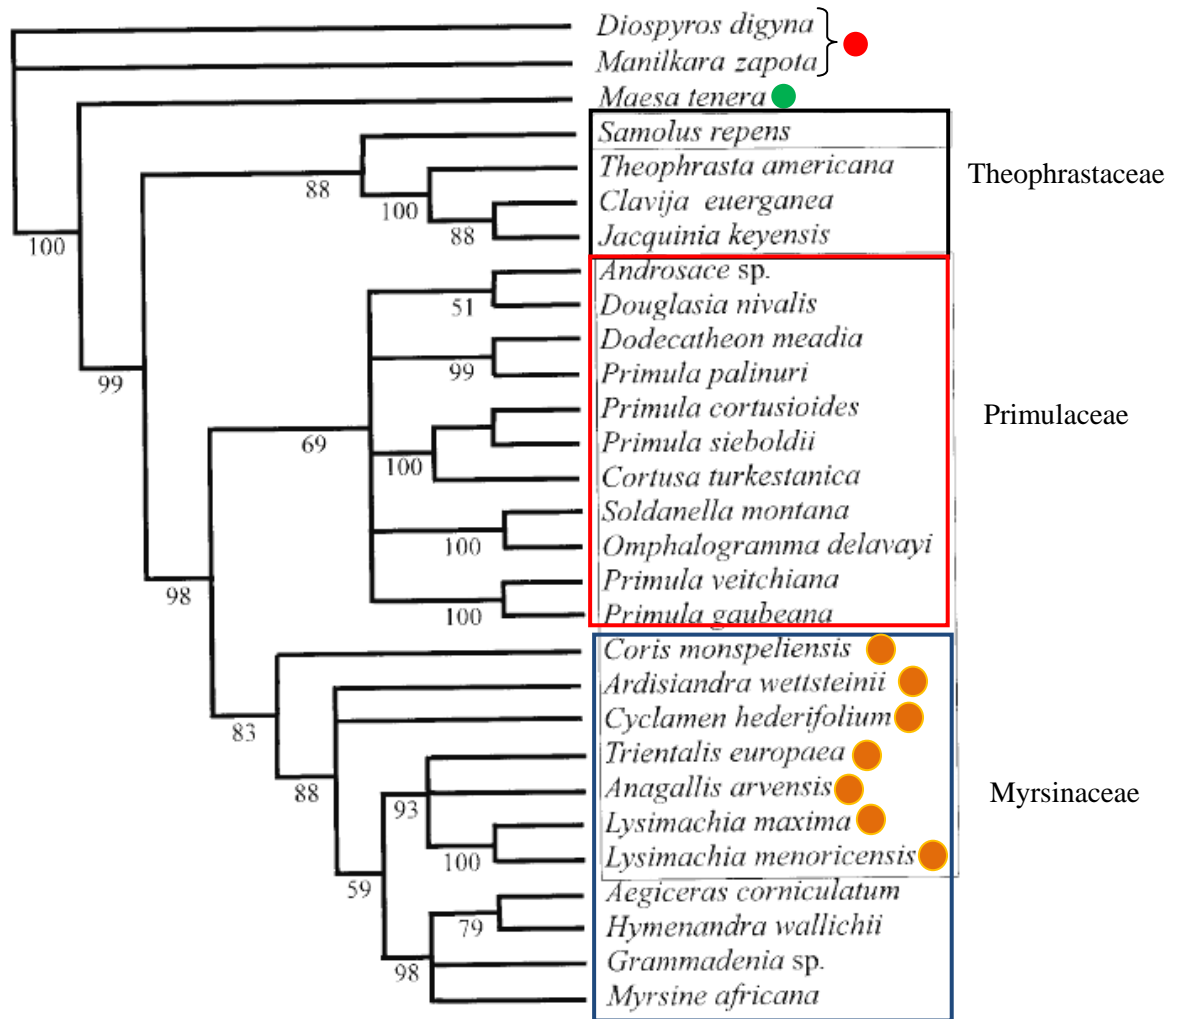 Diospyros digyna
Manilkara zapota
Maesa tenera
Samolus repens
Theophrasta americana
Theophrastaceae
88
Clavija euerganea
100
Jacquinia keyensis
88
100
Androsace sp.
Douglasia nivalis
51
Dodecatheon meadia
Primula palinuri
99
99
Primula cortusioides
Primulaceae
Primula sieboldii
69
100
Cortusa turkestanica
Soldanella montana
Omphalogramma delavayi
100
Primula veitchiana
98
Primula gaubeana
100
Coris monspeliensis
Ardisiandra wettsteinii
Cyclamen hederifolium
83
Trientalis europaea
Anagallis arvensis
Myrsinaceae
88
93
Lysimachia maxima
Lysimachia menoricensis
100
59
Aegiceras corniculatum
Hymenandra wallichii
79
Grammadenia sp.
98
Myrsine africana